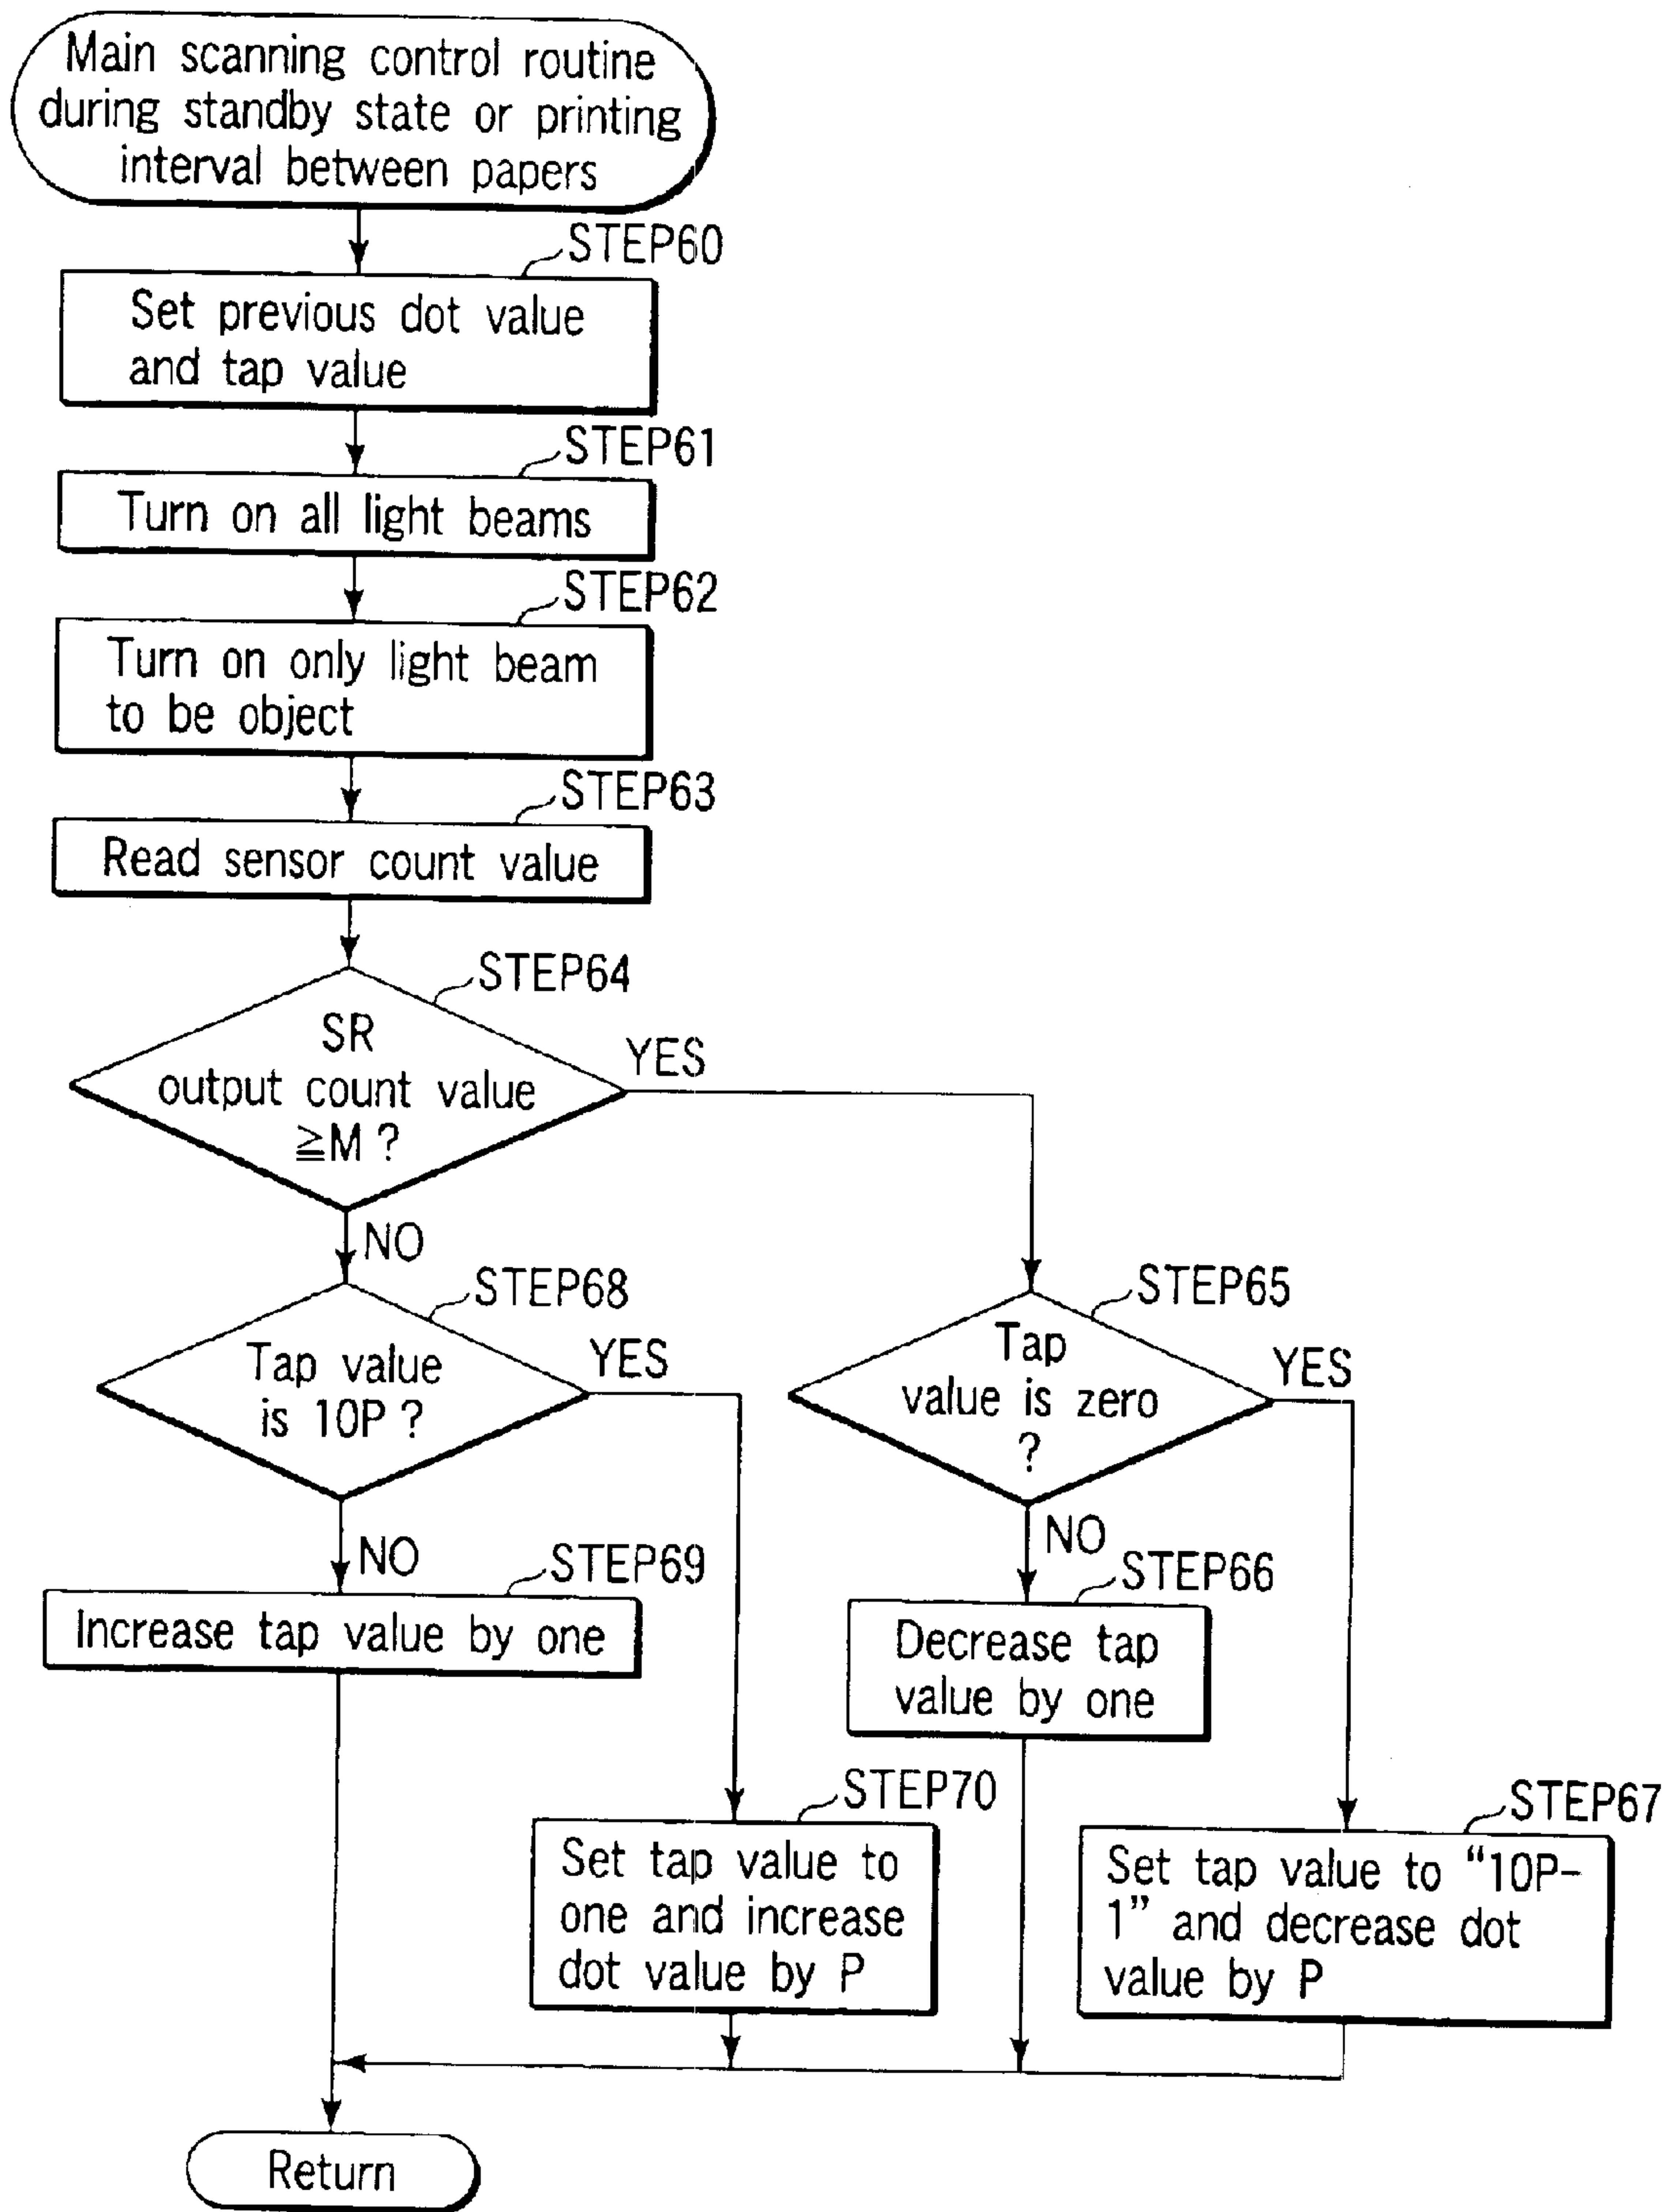 Main scanning control routine
during standby state or printing
interval between papers
STEP60
Set previous dot value
and tap value
STEP61
Turn on all light beams
STEP62
Turn on only light beam
to be object
STEP63
Read sensor count value
STEP64
SR
output count value
≧M ?
YES
NO
STEP68
Tap value
is 10P ?
YES
NO
STEP65
Tap
value is zero
?
YES
NO
STEP69
Increase tap value by one
STEP66
Decrease tap
value by one
STEP70
Set tap value to
one and increase
dot value by P
STEP67
Set tap value to “10P-
1” and decrease dot
value by P
Return